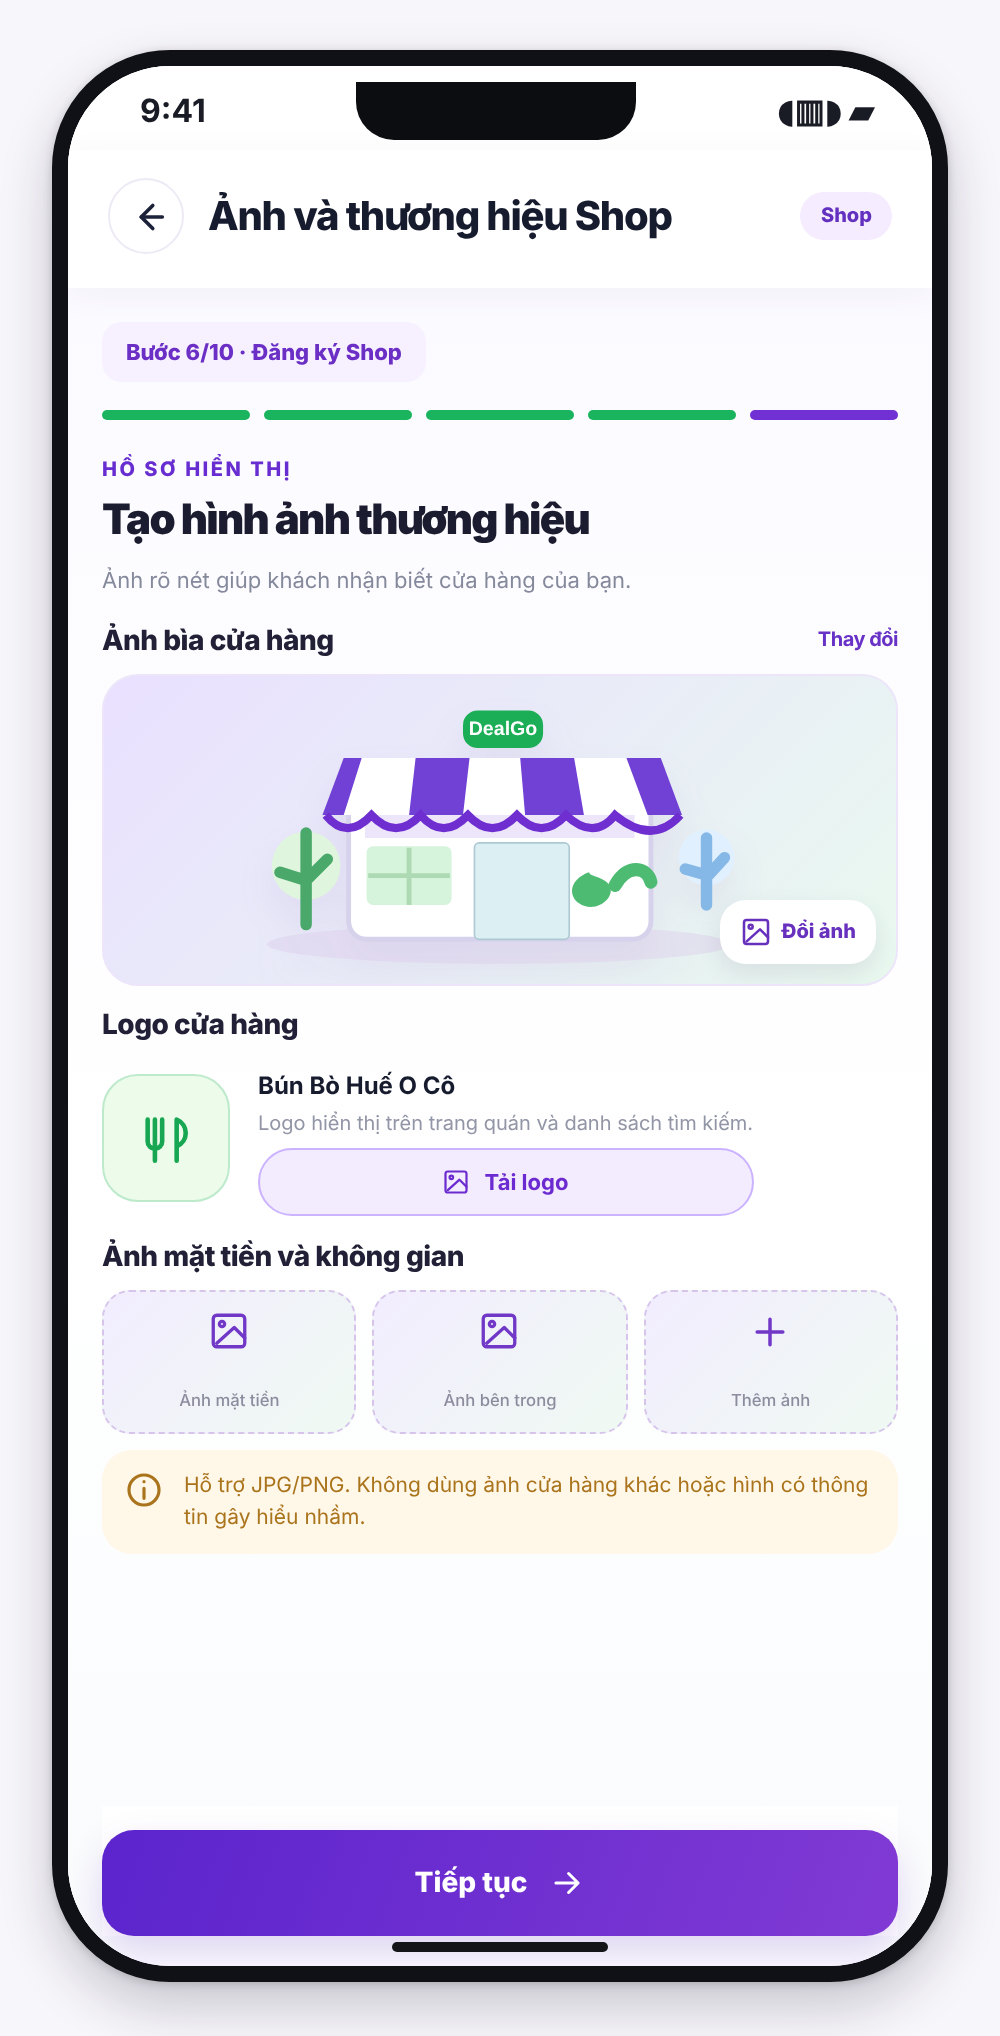 9:41
Ảnh và thương hiệu Shop
Shop
Bước 6/10 · Đăng ký Shop
HỒ SƠ HIỂN THỊ
Tạo hình ảnh thương hiệu
Ảnh rõ nét giúp khách nhận biết cửa hàng của bạn.
Ảnh bìa cửa hàng
Thay đổi
DealGo
Đổi ảnh
Logo cửa hàng
Bún Bò Huế O Cô
Logo hiển thị trên trang quán và danh sách tìm kiếm.
Tải logo
Ảnh mặt tiền và không gian
Ảnh mặt tiền
Ảnh bên trong
Thêm ảnh
Hỗ trợ JPG/PNG. Không dùng ảnh cửa hàng khác hoặc hình có thông
tin gây hiểu nhầm.
Tiếp tục